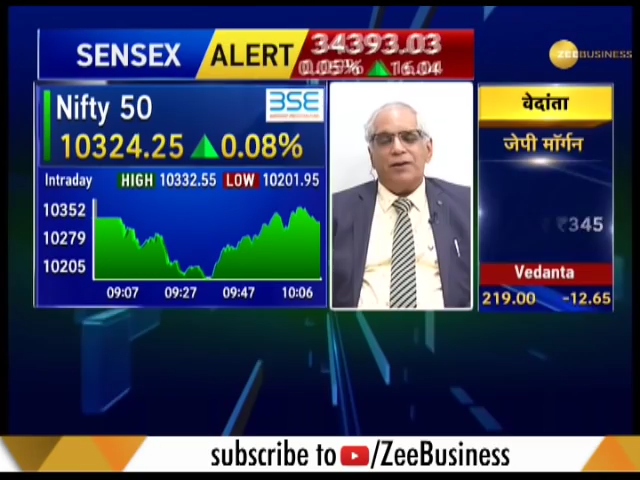 SENSEX ALERT
34393.03
16.04
ZEEBUSINESS
Nifty 50
BSE
10324.25 0.08%
Intraday HIGH 10332.55 LOW 10201.95
10352
10279
10205
09:07 09:27 09:47 10:06
वेदांता
जेपी मॉर्गन
₹345
Vedanta
219.00 -12.65
subscribe to /ZeeBusiness